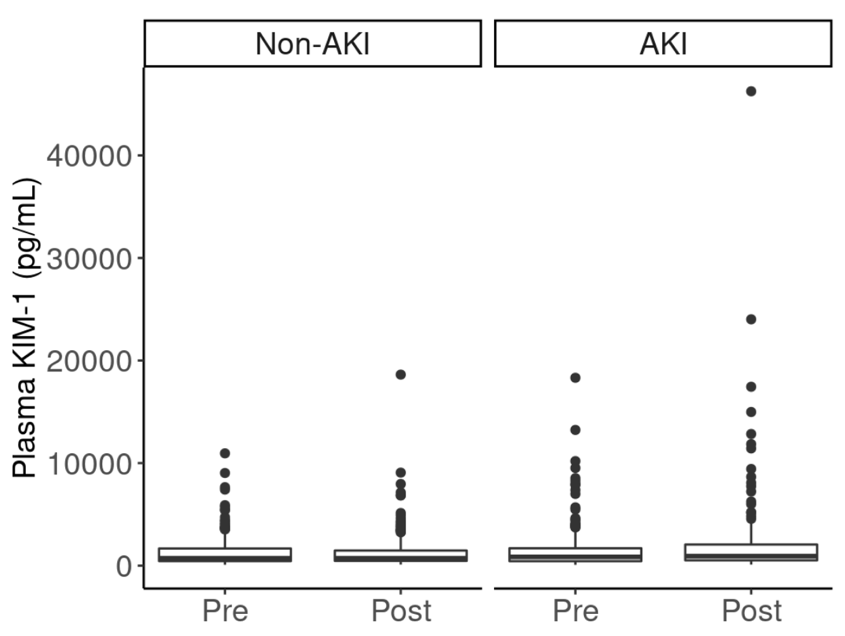 Non-AKI
AKI
Plasma KIM-1 (pg/mL)
40000
30000
20000
10000
0
Pre
Post
Pre
Post